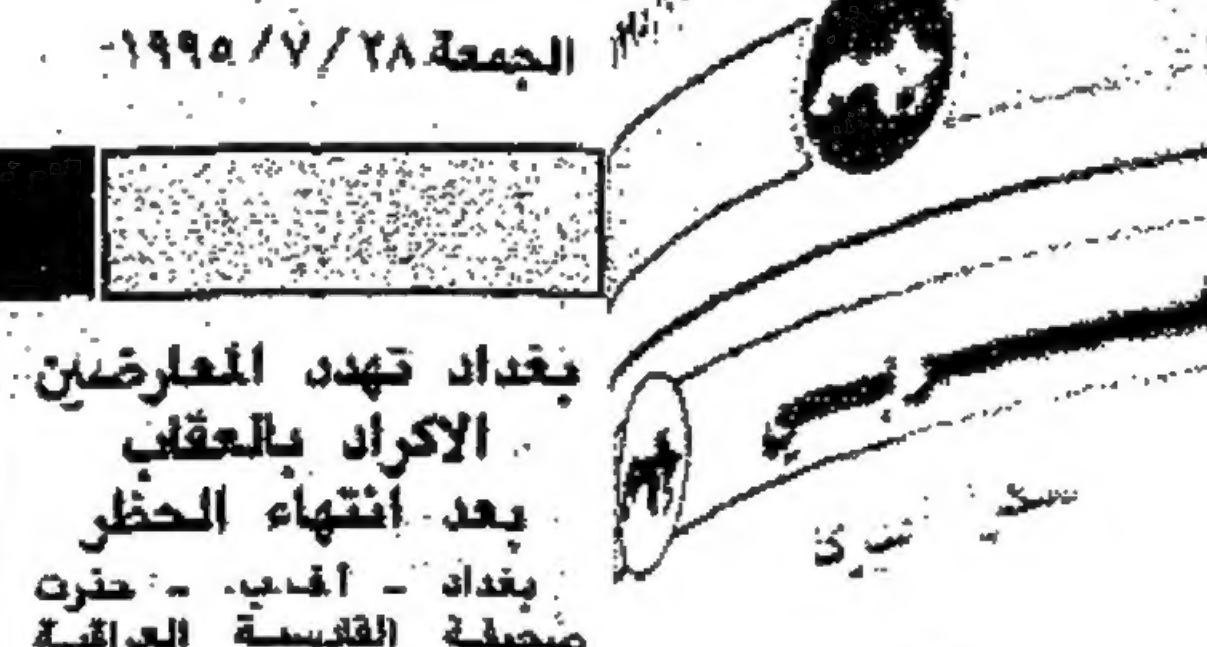 الجمعة ٢٨/٧/١٩٩٥
بغداد تهدد المعارضين
الاكراد بالعقاب
بعد انتهاء الحظر
بغداد - أ.ف.ب. - حذرت
صحيفة القادسية العراقية